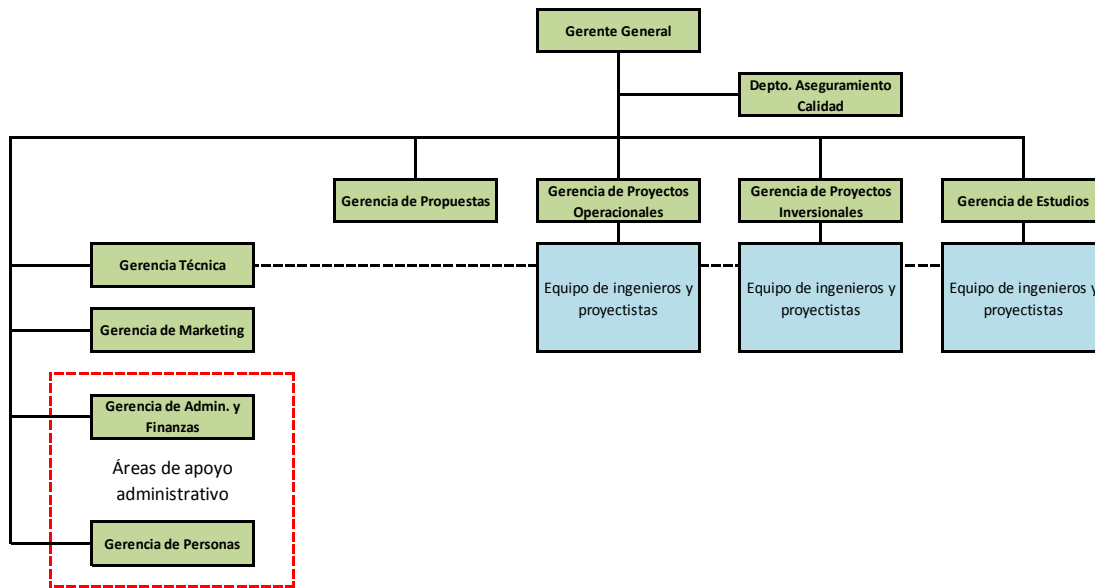 Gerente General
Depto. Aseguramiento
Calidad
Gerencia de Propuestas
Gerencia de Proyectos
Operacionales
Gerencia de Proyectos
Inversionales
Gerencia de Estudios
Gerencia Técnica
Equipo de ingenieros y
proyectistas
Equipo de ingenieros y
proyectistas
Equipo de ingenieros y
proyectistas
Gerencia de Marketing
Gerencia de Admin. y
Finanzas
Áreas de apoyo
administrativo
Gerencia de Personas